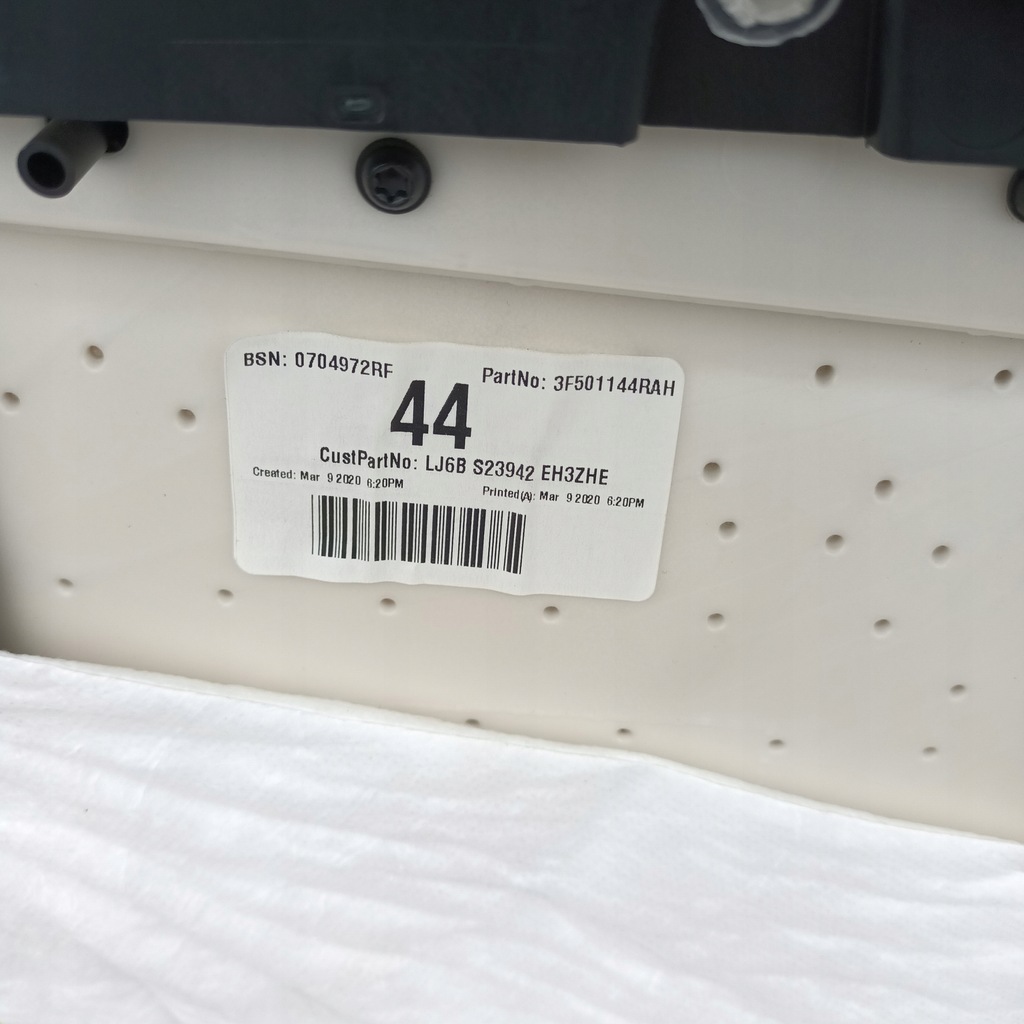 BSN: 0704972RF
PartNo: 3F501144RAH
44
CustPartNo: LJ6B S23942 EH3ZHE
Created: Mar 9 2020 6:20PM
Printed(A): Mar 9 2020 6:20PM